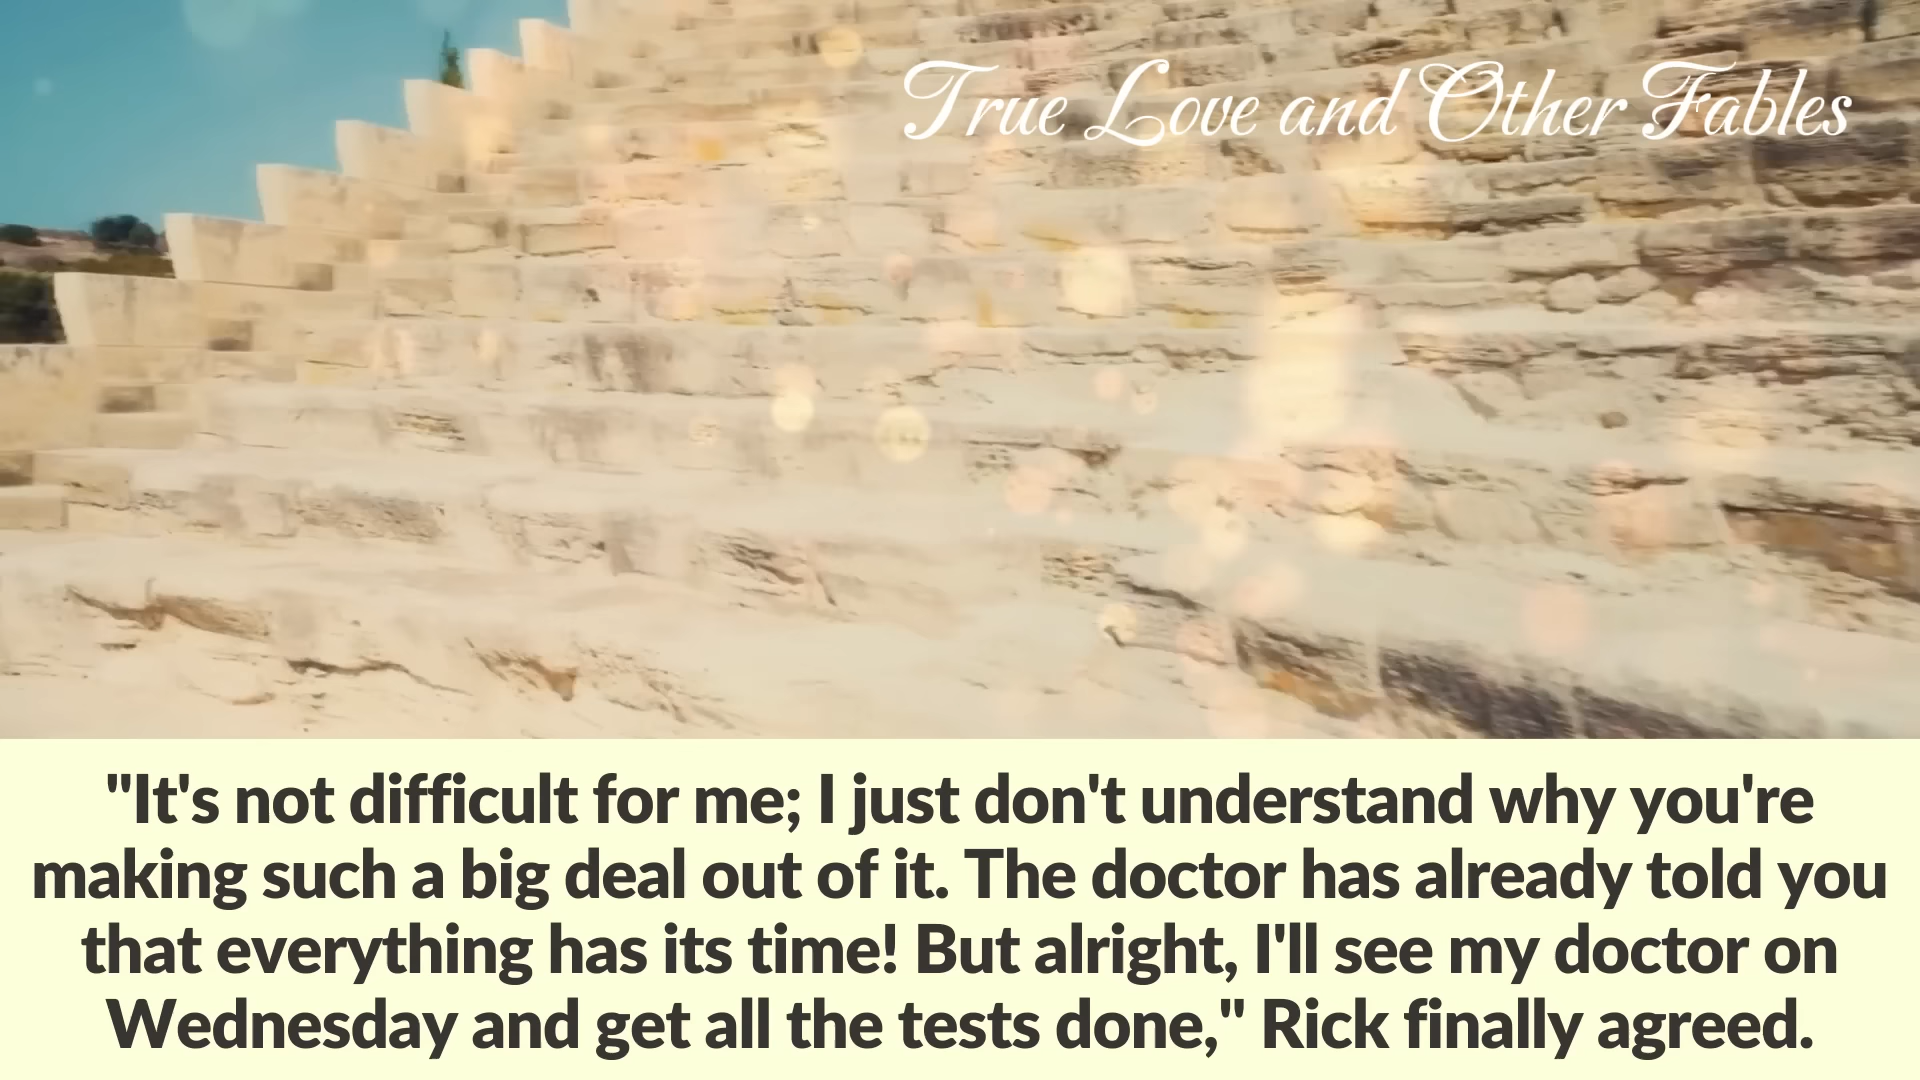 True Love and Other Fables
"It's not difficult for me; I just don't understand why you're
making such a big deal out of it. The doctor has already told you
that everything has its time! But alright, I'll see my doctor on
Wednesday and get all the tests done," Rick finally agreed.